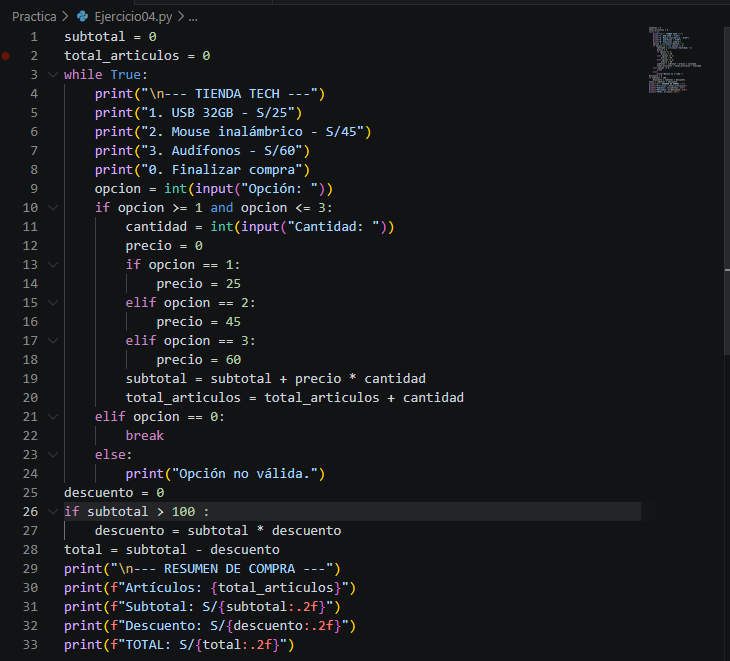 Practica > Ejercicio04.py > ...
1 subtotal = 0
2 total_articulos = 0
3 while True:
4     print("\n--- TIENDA TECH ---")
5     print("1. USB 32GB - S/25")
6     print("2. Mouse inalámbrico - S/45")
7     print("3. Audífonos - S/60")
8     print("0. Finalizar compra")
9     opcion = int(input("Opción: "))
10     if opcion >= 1 and opcion <= 3:
11         cantidad = int(input("Cantidad: "))
12         precio = 0
13         if opcion == 1:
14             precio = 25
15         elif opcion == 2:
16             precio = 45
17         elif opcion == 3:
18             precio = 60
19         subtotal = subtotal + precio * cantidad
20         total_articulos = total_articulos + cantidad
21     elif opcion == 0:
22         break
23     else:
24         print("Opción no válida.")
25 descuento = 0
26 if subtotal > 100 :
27     descuento = subtotal * descuento
28 total = subtotal - descuento
29 print("\n--- RESUMEN DE COMPRA ---")
30 print(f"Artículos: {total_articulos}")
31 print(f"Subtotal: S/{subtotal:.2f}")
32 print(f"Descuento: S/{descuento:.2f}")
33 print(f"TOTAL: S/{total:.2f}")